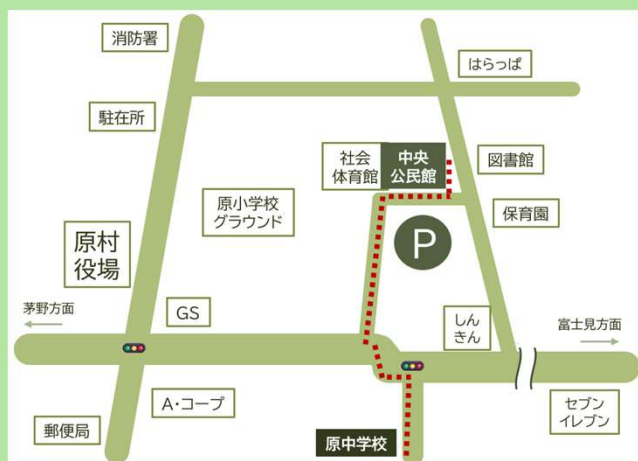 消防署
はらっぱ
駐在所
社会
体育館
中央
公民館
図書館
原小学校
グラウンド
保育園
原村
役場
P
茅野方面
GS
しん
きん
富士見方面
A・コープ
セブン
イレブン
郵便局
原中学校